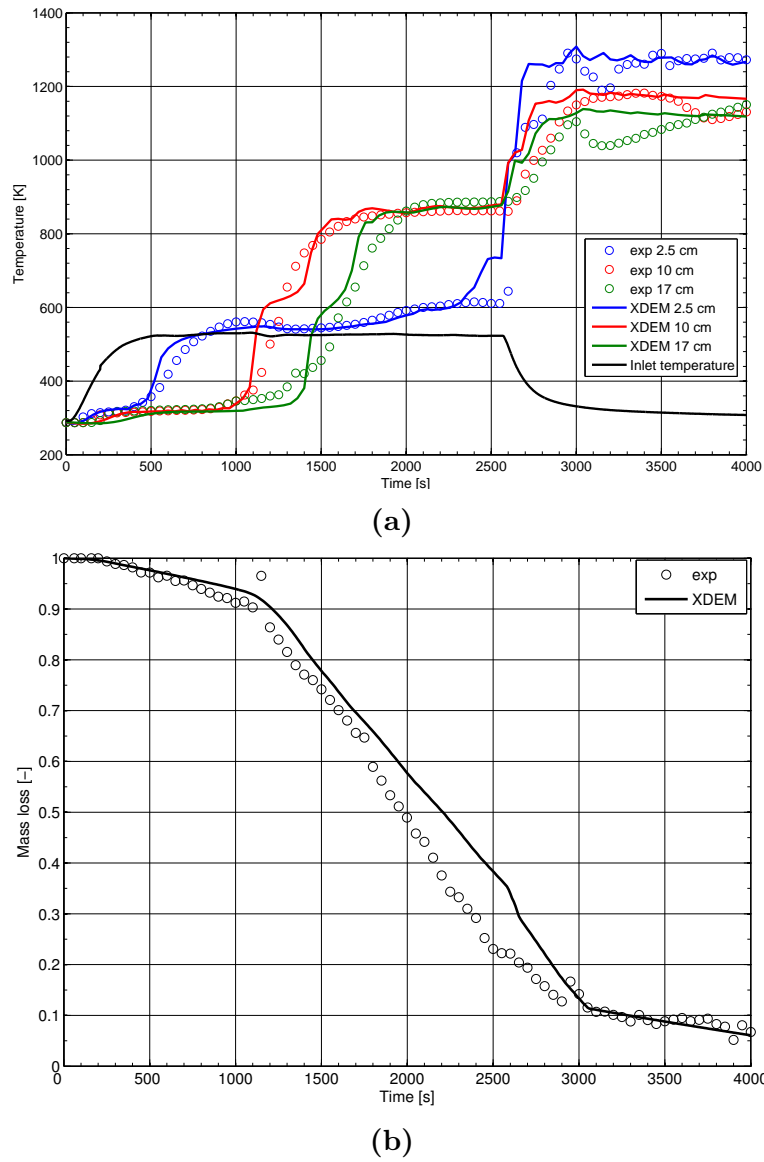 1400
1200
1000
800
600
400
200
Temperature [K]
exp 2.5 cm
exp 10 cm
exp 17 cm
XDEM 2.5 cm
XDEM 10 cm
XDEM 17 cm
Inlet temperature
0 500 1000 1500 2000 2500 3000 3500 4000
Time [s]
(a)
1
0.9
0.8
0.7
0.6
0.5
0.4
0.3
0.2
0.1
0
Mass loss [-]
exp
XDEM
0 500 1000 1500 2000 2500 3000 3500 4000
Time [s]
(b)